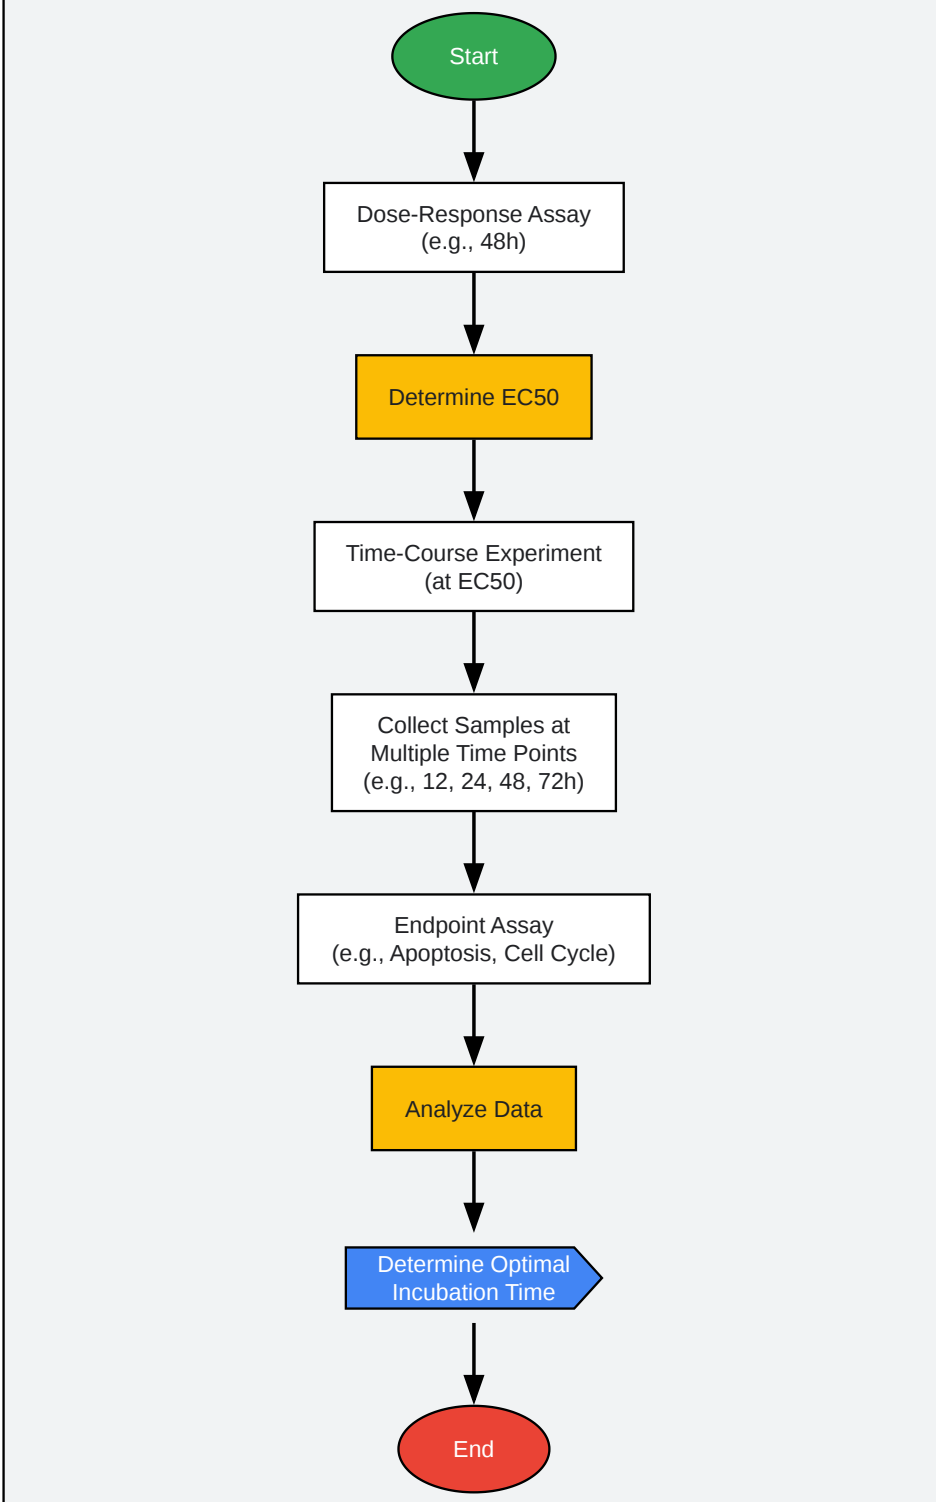 Start
Dose-Response Assay
(e.g., 48h)
Determine EC50
Time-Course Experiment
(at EC50)
Collect Samples at
Multiple Time Points
(e.g., 12, 24, 48, 72h)
Endpoint Assay
(e.g., Apoptosis, Cell Cycle)
Analyze Data
Determine Optimal
Incubation Time
End